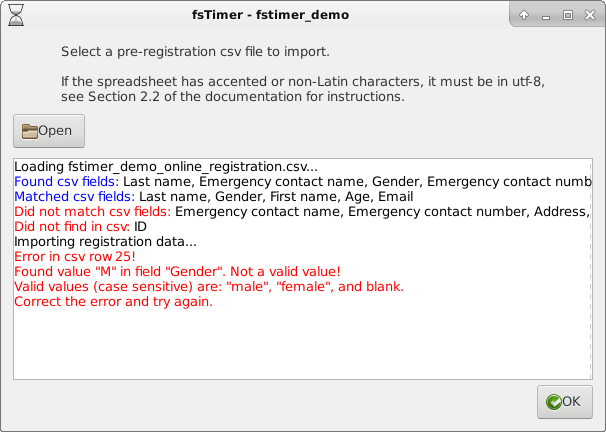 fsTimer - fstimer_demo
Select a pre-registration csv file to import.
If the spreadsheet has accented or non-Latin characters, it must be in utf-8,
see Section 2.2 of the documentation for instructions.
Open
Loading fstimer_demo_online_registration.csv...
Found csv fields: Last name, Emergency contact name, Gender, Emergency contact numb
Matched csv fields: Last name, Gender, First name, Age, Email
Did not match csv fields: Emergency contact name, Emergency contact number, Address,
Did not find in csv: ID
Importing registration data...
Error in csv row 25!
Found value "M" in field "Gender". Not a valid value!
Valid values (case sensitive) are: "male", "female", and blank.
Correct the error and try again.
OK